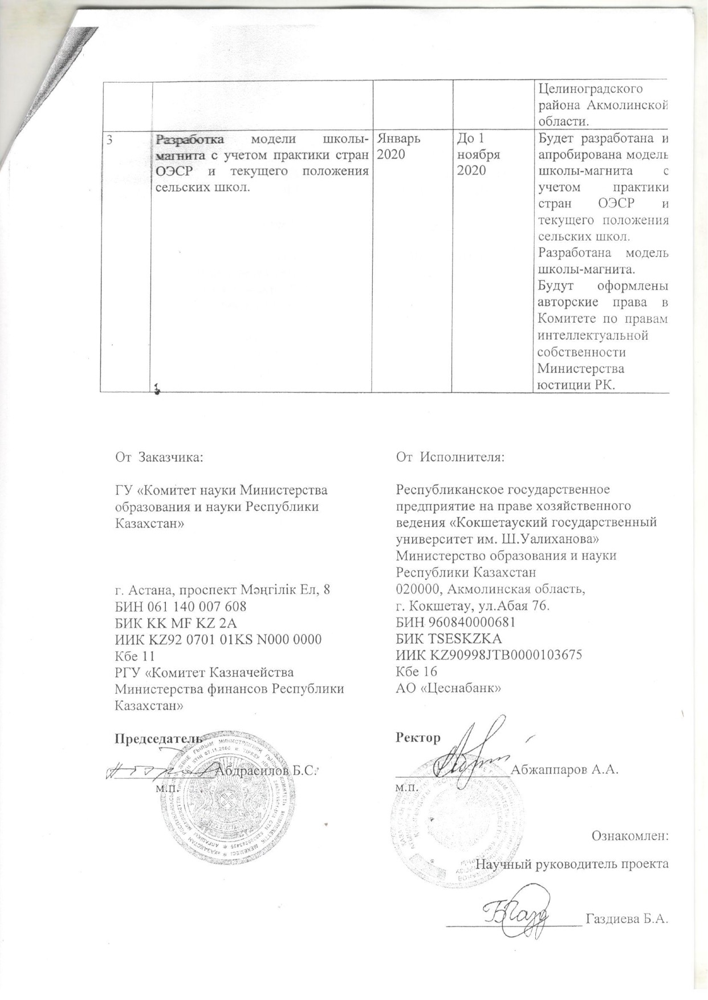 Целиноградского
района Акмолинской
области.
3
Разработка модели школы-
магнита с учетом практики стран
ОЭСР и текущего положения
сельских школ.
Январь
2020
До 1
ноября
2020
Будет разработана и
апробирована модель
школы-магнита с
учетом практики
стран ОЭСР и
текущего положения
сельских школ.
Разработана модель
школы-магнита.
Будут оформлены
авторские права в
Комитете по правам
интеллектуальной
собственности
Министерства
юстиции РК.
От Заказчика:
ГУ «Комитет науки Министерства
образования и науки Республики
Казахстан»
г. Астана, проспект Мәңгілік Ел, 8
БИН 061 140 007 608
БИК KK MF KZ 2A
ИИК KZ92 0701 01KS N000 0000
Кбе 11
РГУ «Комитет Казначейства
Министерства финансов Республики
Казахстан»
Председатель
Абдрасилов Б.С.
м.п.
От Исполнителя:
Республиканское государственное
предприятие на праве хозяйственного
ведения «Кокшетауский государственный
университет им. Ш.Уалиханова»
Министерство образования и науки
Республики Казахстан
020000, Акмолинская область,
г. Кокшетау, ул.Абая 76.
БИН 960840000681
БИК TSESKZKA
ИИК KZ90998JTB0000103675
Кбе 16
АО «Цеснабанк»
Ректор
Абжаппаров А.А.
м.п.
Ознакомлен:
Научный руководитель проекта
Газдиева Б.А.